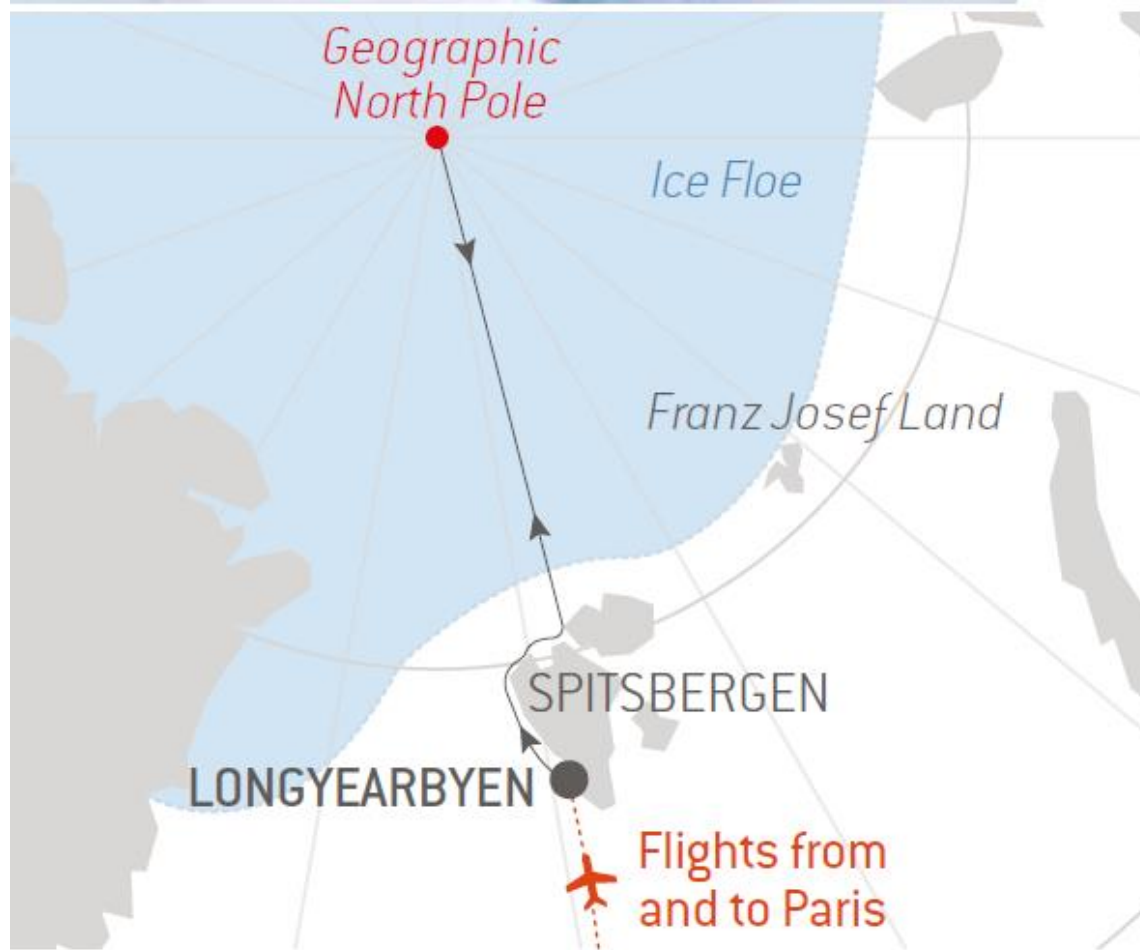 Geographic
North Pole
Ice Floe
Franz Josef Land
SPITSBERGEN
LONGYEARBYEN
Flights from
and to Paris